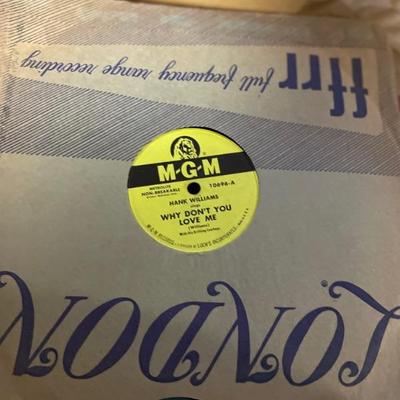 ffrr
full frequency range recording
M-G-M
METROLITE
NON-BREAKABLE
10696-A
HANK WILLIAMS
sings
WHY DON'T YOU
LOVE ME
(Williams)
With His Drifting Cowboys
LONDON